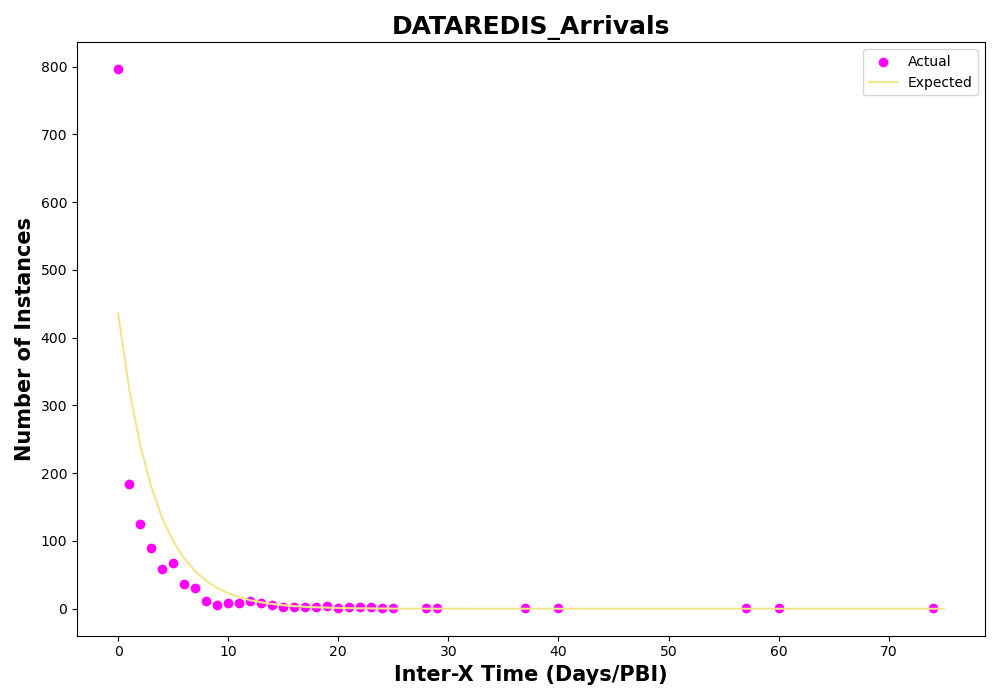 DATAREDIS_Arrivals
Actual
Expected
800
700
600
500
400
300
200
100
0
Number of Instances
0 10 20 30 40 50 60 70
Inter-X Time (Days/PBI)